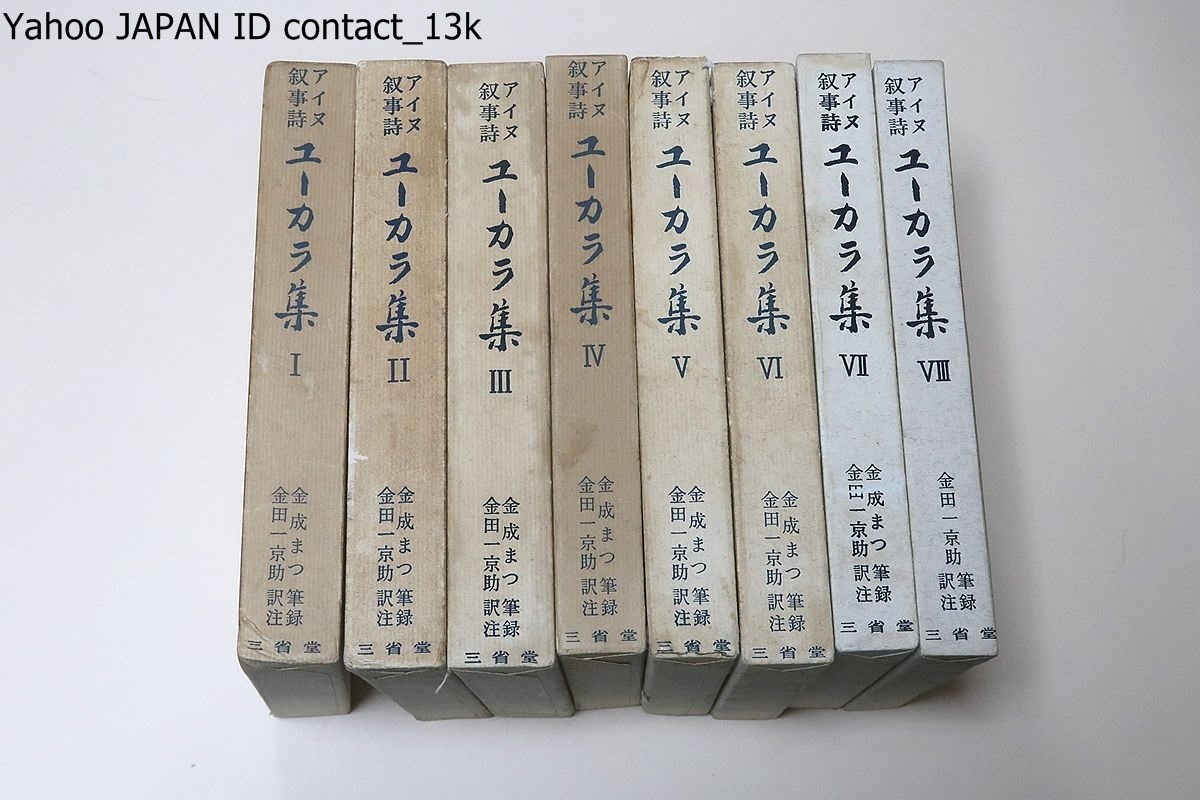 Yahoo JAPAN ID contact_13k
アイヌ
叙事詩
ユーカラ集
I
金成まつ 筆録
金田一京助 訳注
三省堂
アイヌ
叙事詩
ユーカラ集
II
金成まつ 筆録
金田一京助 訳注
三省堂
アイヌ
叙事詩
ユーカラ集
III
金成まつ 筆録
金田一京助 訳注
三省堂
アイヌ
叙事詩
ユーカラ集
IV
金成まつ 筆録
金田一京助 訳注
三省堂
アイヌ
叙事詩
ユーカラ集
V
金成まつ 筆録
金田一京助 訳注
三省堂
アイヌ
叙事詩
ユーカラ集
VI
金成まつ 筆録
金田一京助 訳注
三省堂
アイヌ
叙事詩
ユーカラ集
VII
金成まつ 筆録
金田一京助 訳注
三省堂
アイヌ
叙事詩
ユーカラ集
VIII
金田一京助 筆録
訳注
三省堂